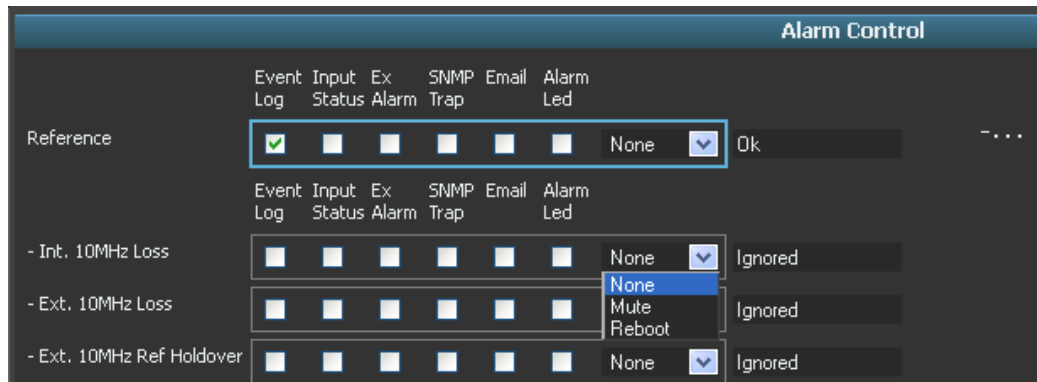 Alarm Control
Event Input Ex SNMP Email Alarm
Log Status Alarm Trap Led
Reference None Ok -...
Event Input Ex SNMP Email Alarm
Log Status Alarm Trap Led
- Int. 10MHz Loss None Ignored
None
- Ext. 10MHz Loss Mute Ignored
Reboot
- Ext. 10MHz Ref Holdover None Ignored